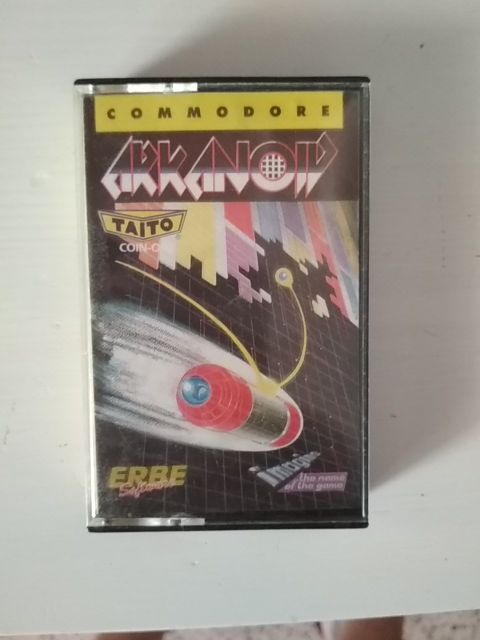 COMMODORE
ARKANOID
TAITO
COIN-O
ERBE
Software
imagine
...the name
of the game